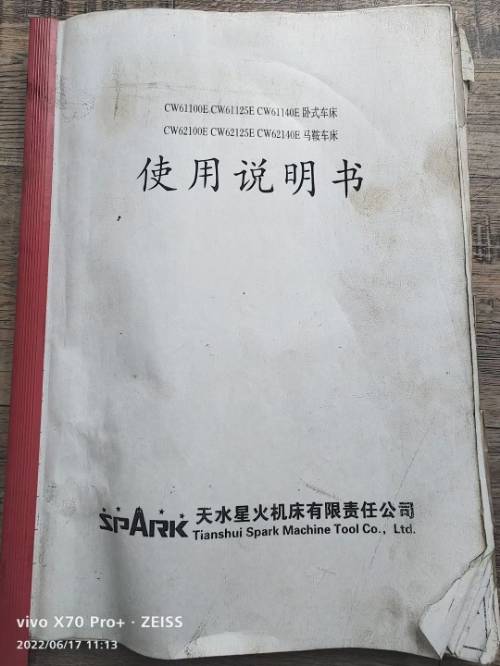 CW61100E CW61125E CW61140E 卧式车床
CW62100E CW62125E CW62140E 马鞍车床
使用说明书
SPARK 天水星火机床有限责任公司
Tianshui Spark Machine Tool Co., Ltd.
vivo X70 Pro+ · ZEISS
2022/06/17 11:13